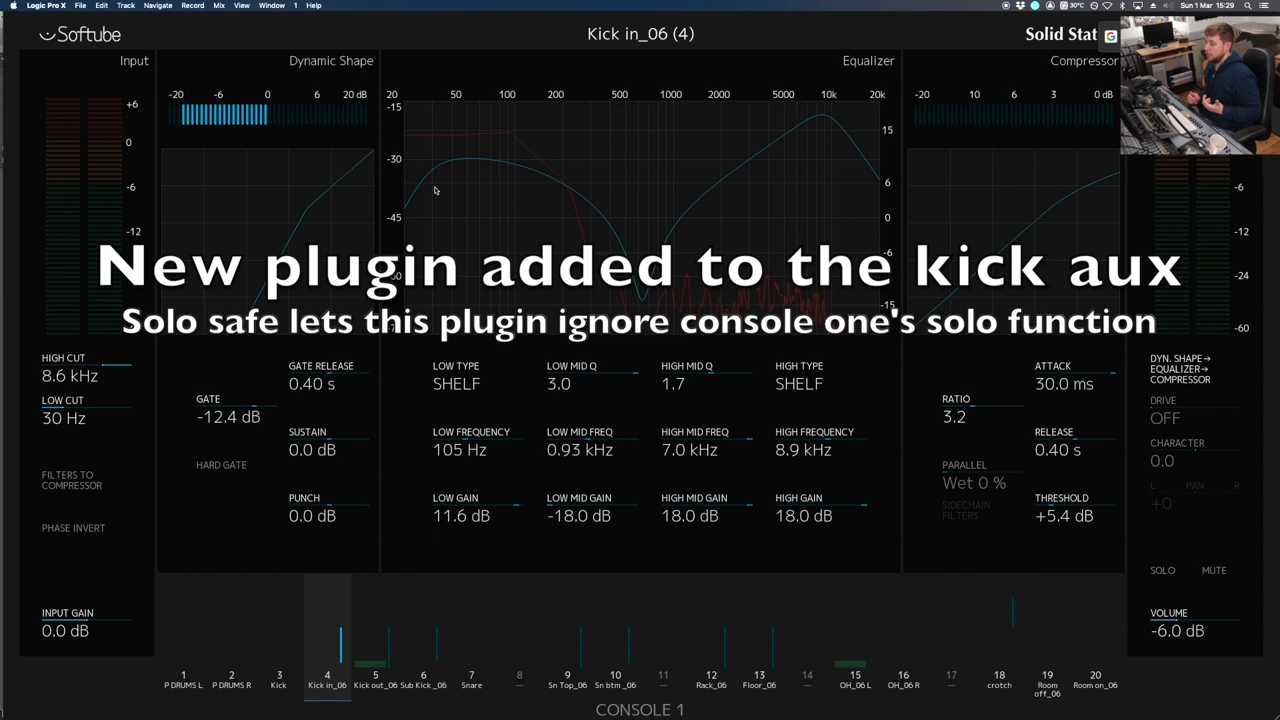 Logic Pro X File Edit Track Navigate Record Mix View Window 1 Help
30°C Sun 1 Mar 15:29
Softube
Kick in_06 (4)
Solid Stat
Input
Dynamic Shape
Equalizer
Compressor
-20 -6 0 6 20 dB
20 50 100 200 500 1000 2000 5000 10k 20k
-20 10 6 3 0 dB
+6
0
-6
-12
-15
-30
-45
15
6
0
-6
-15
-6
-12
-24
-60
New plugin added to the kick aux
Solo safe lets this plugin ignore console one's solo function
HIGH CUT
8.6 kHz
LOW CUT
30 Hz
FILTERS TO
COMPRESSOR
PHASE INVERT
INPUT GAIN
0.0 dB
GATE
-12.4 dB
HARD GATE
GATE RELEASE
0.40 s
SUSTAIN
0.0 dB
PUNCH
0.0 dB
LOW TYPE
SHELF
LOW FREQUENCY
105 Hz
LOW GAIN
11.6 dB
LOW MID Q
3.0
LOW MID FREQ
0.93 kHz
LOW MID GAIN
-18.0 dB
HIGH MID Q
1.7
HIGH MID FREQ
7.0 kHz
HIGH MID GAIN
18.0 dB
HIGH TYPE
SHELF
HIGH FREQUENCY
8.9 kHz
HIGH GAIN
18.0 dB
RATIO
3.2
PARALLEL
Wet 0 %
SIDECHAIN
FILTERS
ATTACK
30.0 ms
RELEASE
0.40 s
THRESHOLD
+5.4 dB
DYN. SHAPE→
EQUALIZER→
COMPRESSOR
DRIVE
OFF
CHARACTER
0.0
L PAN R
+0
SOLO MUTE
VOLUME
-6.0 dB
1 2 3 4 5 6 7 8 9 10 11 12 13 14 15 16 17 18 19 20
P DRUMS L P DRUMS R Kick Kick in_06 Kick out_06 Sub Kick _06 Snare — Sn Top_06 Sn btm _06 — Rack_06 Floor_06 — OH_06 L OH_06 R — crotch Room off_06 Room on_06
CONSOLE 1